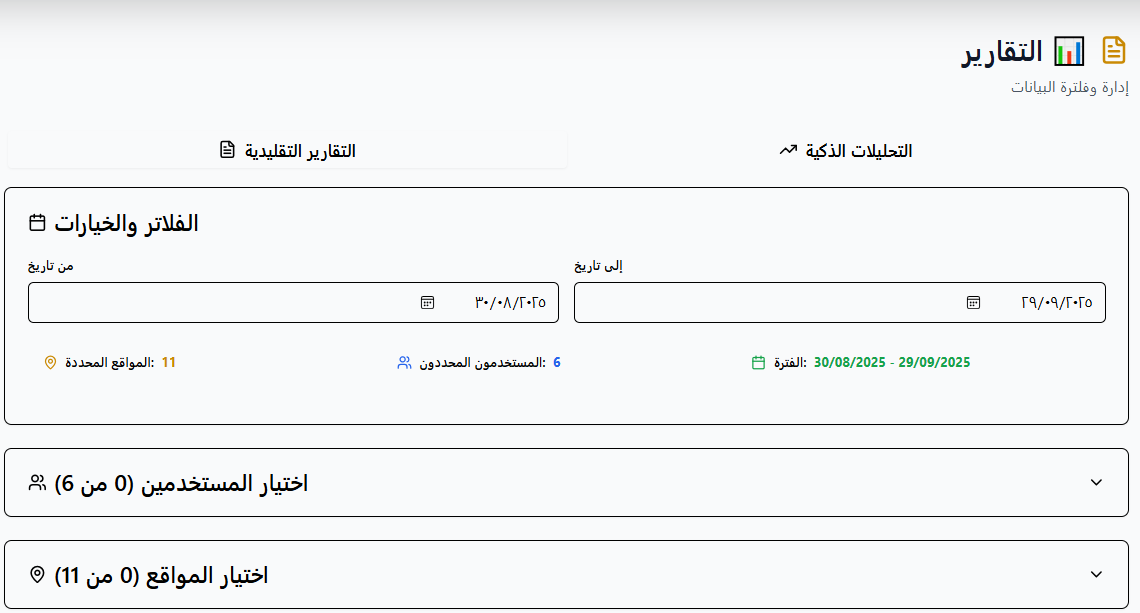 التقارير
إدارة وفلترة البيانات
التحليلات الذكية
التقارير التقليدية
الفلاتر والخيارات
من تاريخ
إلى تاريخ
٣٠/٠٨/٢٠٢٥
٢٩/٠٩/٢٠٢٥
المواقع المحددة: 11
المستخدمون المحددون: 6
الفترة: 30/08/2025 - 29/09/2025
اختيار المستخدمين (0 من 6)
اختيار المواقع (0 من 11)